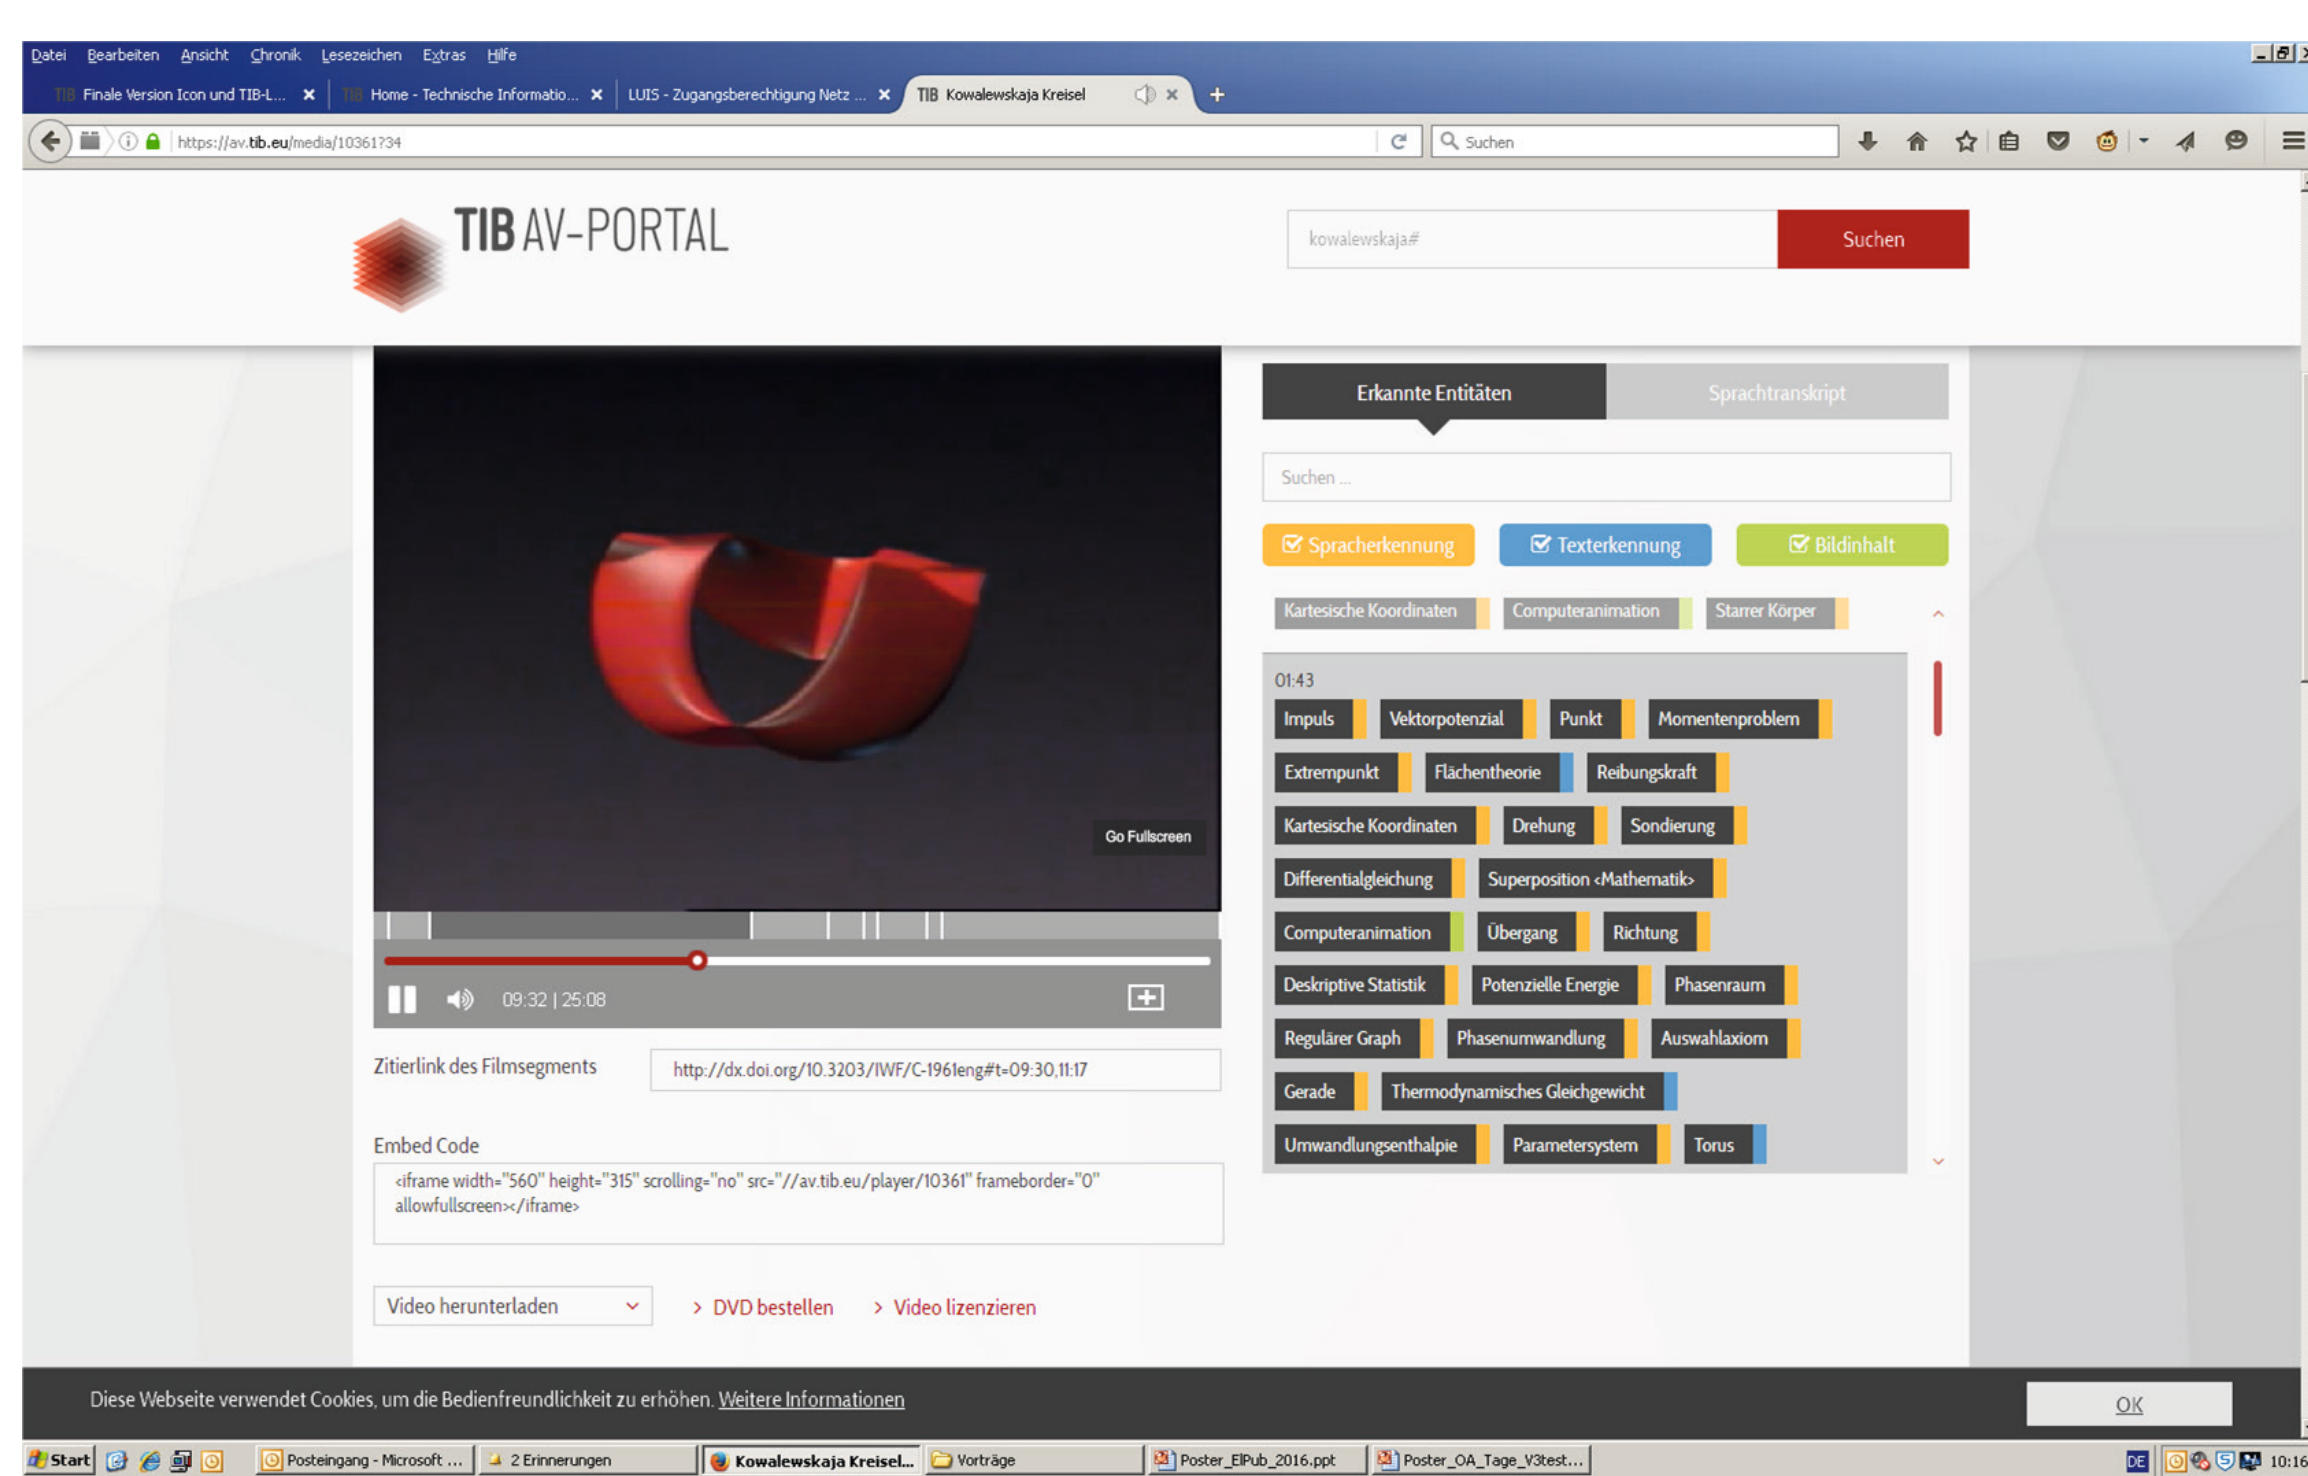 Datei Bearbeiten Ansicht Chronik Lesezeichen Extras Hilfe
TIB Finale Version Icon und TIB-L... TIB Home - Technische Informatio... LUIS - Zugangsberechtigung Netz ... TIB Kowalewskaja Kreisel
https://av.tib.eu/media/10361?34 Suchen
TIB AV-PORTAL
kowalewskaja# Suchen
Erkannte Entitäten Sprachtranskript
Suchen ...
Spracherkennung Texterkennung Bildinhalt
Kartesische Koordinaten Computeranimation Starrer Körper
01:43
Impuls Vektorpotenzial Punkt Momentenproblem
Extrempunkt Flächentheorie Reibungskraft
Kartesische Koordinaten Drehung Sondierung
Differentialgleichung Superposition <Mathematik>
Computeranimation Übergang Richtung
Deskriptive Statistik Potenzielle Energie Phasenraum
Regulärer Graph Phasenumwandlung Auswahlaxiom
Gerade Thermodynamisches Gleichgewicht
Umwandlungsenthalpie Parametersystem Torus
Go Fullscreen
09:32 | 25:08
Zitierlink des Filmsegments http://dx.doi.org/10.3203/IWF/C-1961eng#t=09:30,11:17
Embed Code
<iframe width="560" height="315" scrolling="no" src="//av.tib.eu/player/10361" frameborder="0"
allowfullscreen></iframe>
Video herunterladen > DVD bestellen > Video lizenzieren
Diese Webseite verwendet Cookies, um die Bedienfreundlichkeit zu erhöhen. Weitere Informationen OK
Start Posteingang - Microsoft ... 2 Erinnerungen Kowalewskaja Kreisel... Vorträge Poster_ElPub_2016.ppt Poster_OA_Tage_V3test... DE 10:16